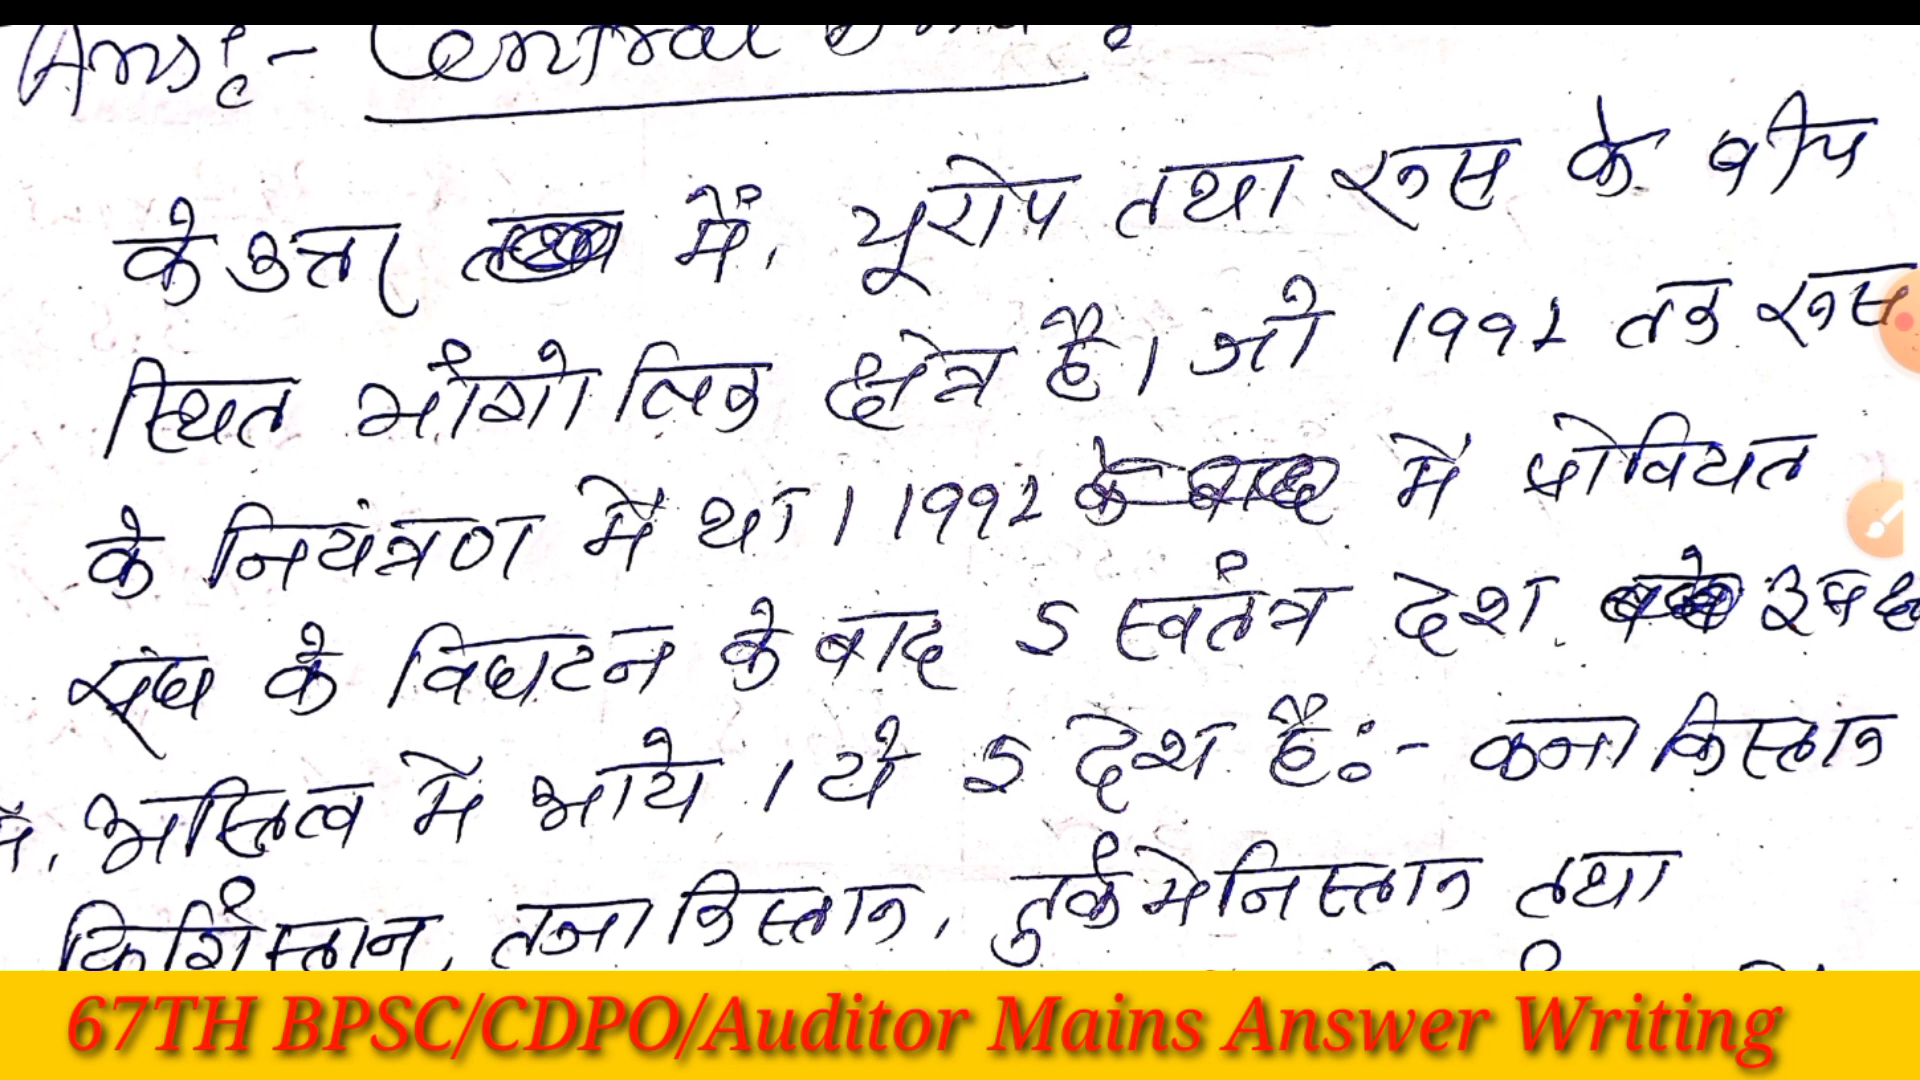 Ans:- Central
के उत्तर में, यूरोप तथा रूस के बीच
स्थित भौगोलिक क्षेत्र है। जो 1992 तक रूस
के नियंत्रण में था। 1992 में सोवियत
संघ के विघटन के बाद 5 स्वतंत्र देश
अस्तित्व में आये। ये 5 देश हैं:- कजाकिस्तान
किर्गिस्तान, तजाकिस्तान, तुर्कमेनिस्तान तथा
67TH BPSC/CDPO/Auditor Mains Answer Writing